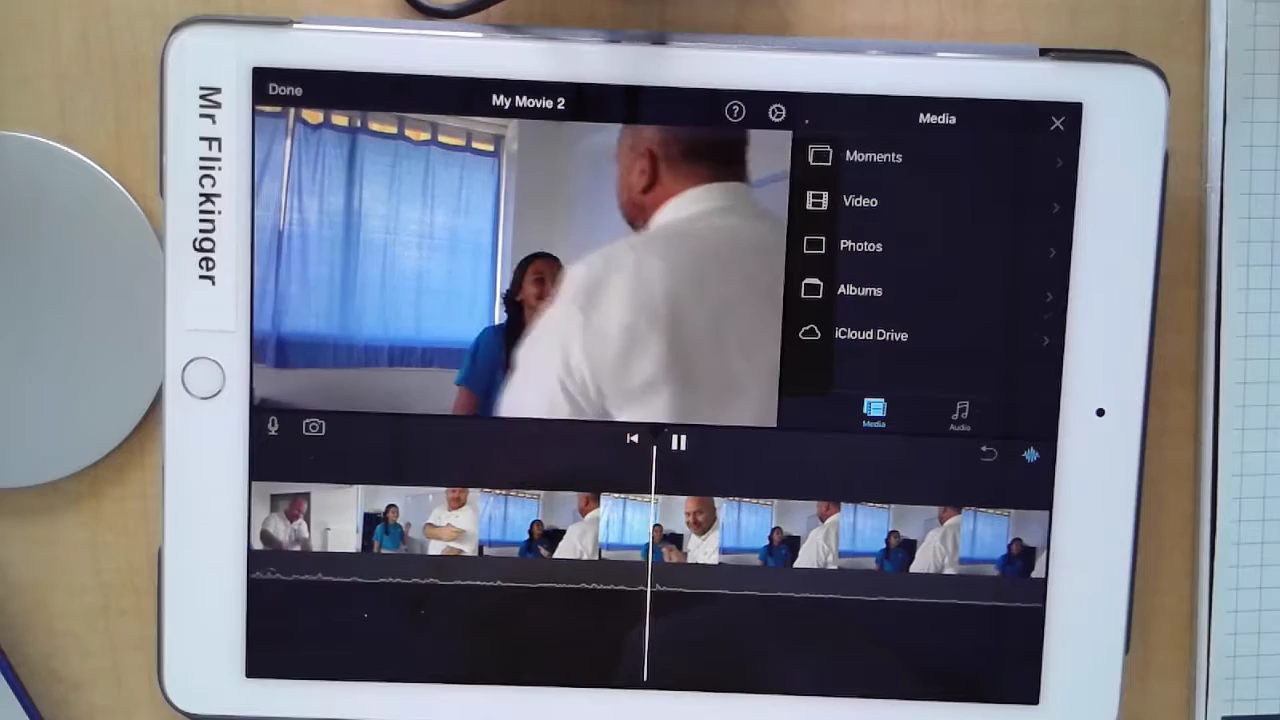 Mr Flickinger
Done
My Movie 2
?
Media
Moments
Video
Photos
Albums
iCloud Drive
Media
Audio